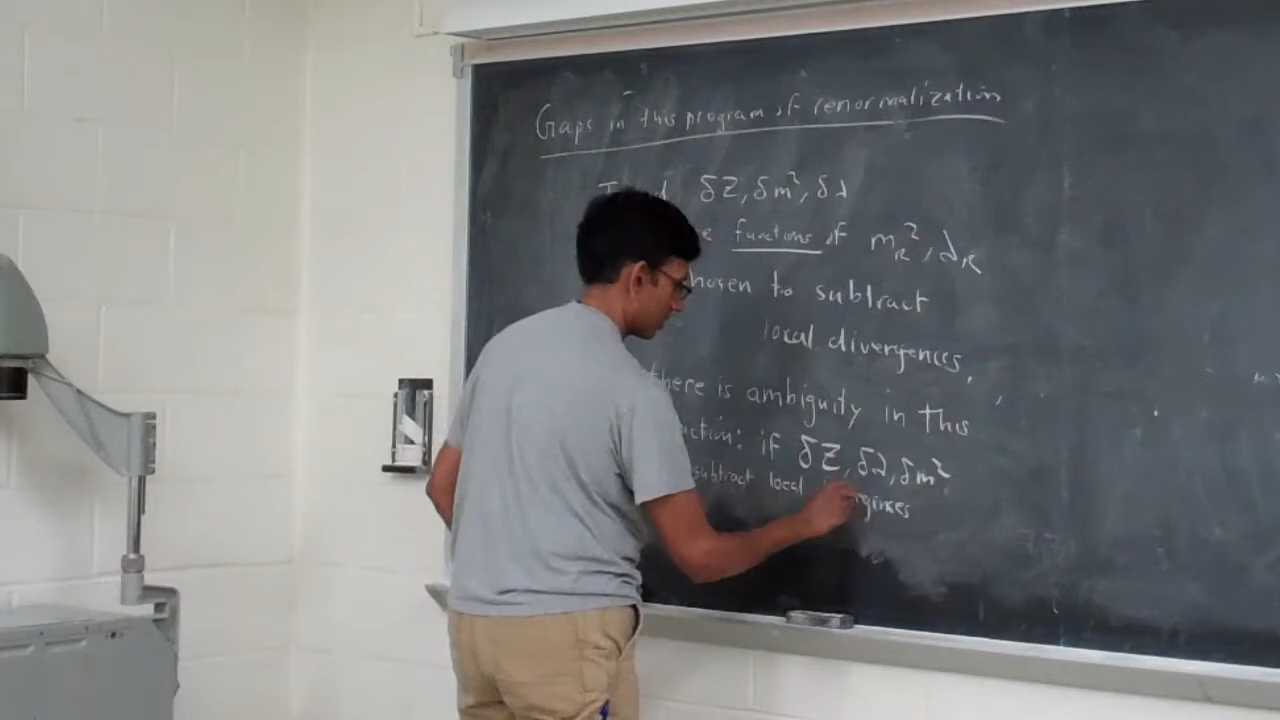 Gaps in this program of renormalization
δZ, δm², δλ
functions of m_R², λ_R
chosen to subtract
local divergences.
there is ambiguity in this
if δZ, δλ, δm²
subtract local